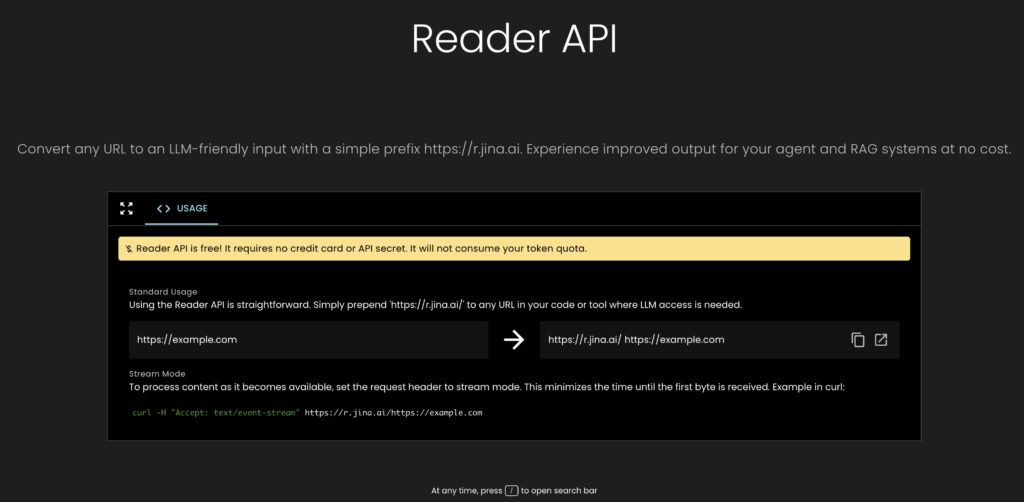 Reader API
Convert any URL to an LLM-friendly input with a simple prefix https://r.jina.ai. Experience improved output for your agent and RAG systems at no cost.
<> USAGE
Reader API is free! It requires no credit card or API secret. It will not consume your token quota.
Standard Usage
Using the Reader API is straightforward. Simply prepend 'https://r.jina.ai/' to any URL in your code or tool where LLM access is needed.
https://example.com
https://r.jina.ai/ https://example.com
Stream Mode
To process content as it becomes available, set the request header to stream mode. This minimizes the time until the first byte is received. Example in curl:
curl -H "Accept: text/event-stream" https://r.jina.ai/https://example.com
At any time, press / to open search bar